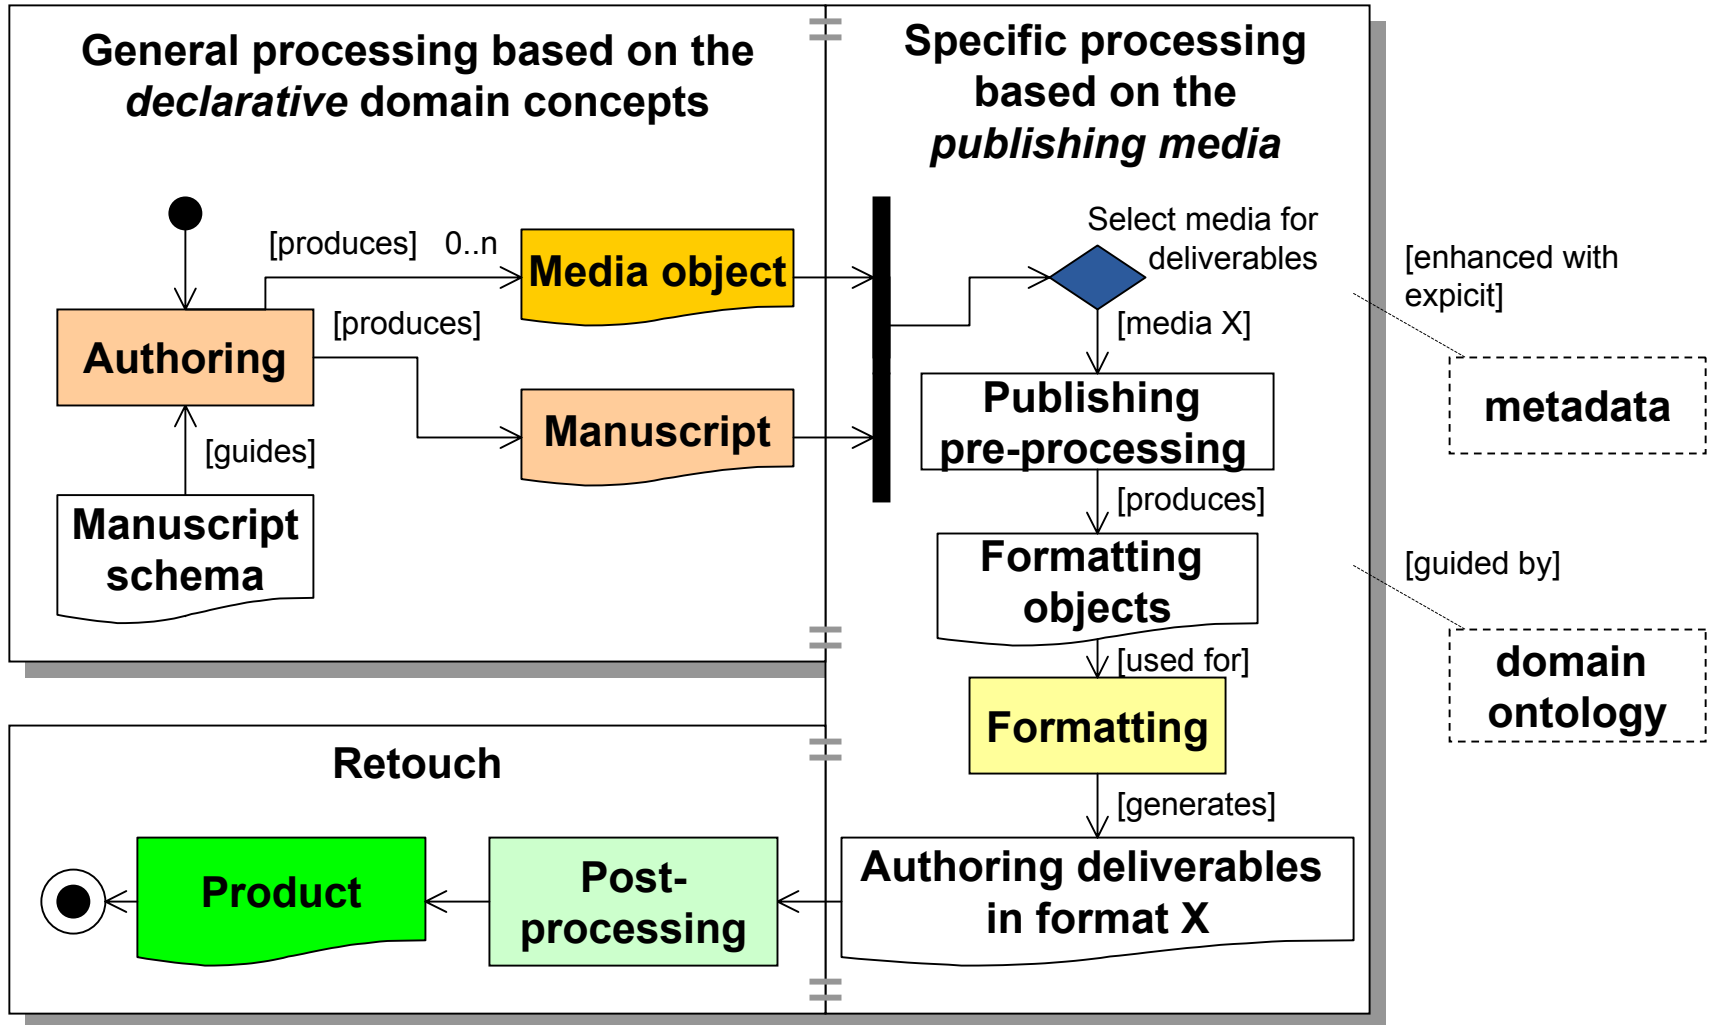 General processing based on the
declarative domain concepts
Specific processing
based on the
publishing media
[produces] 0..n
Media object
[produces]
Authoring
Manuscript
[guides]
Manuscript
schema
Select media for
deliverables
[media X]
Publishing
pre-processing
[produces]
Formatting
objects
[used for]
Formatting
[generates]
Authoring deliverables
in format X
[enhanced with
expicit]
metadata
[guided by]
domain
ontology
Retouch
Product
Post-
processing